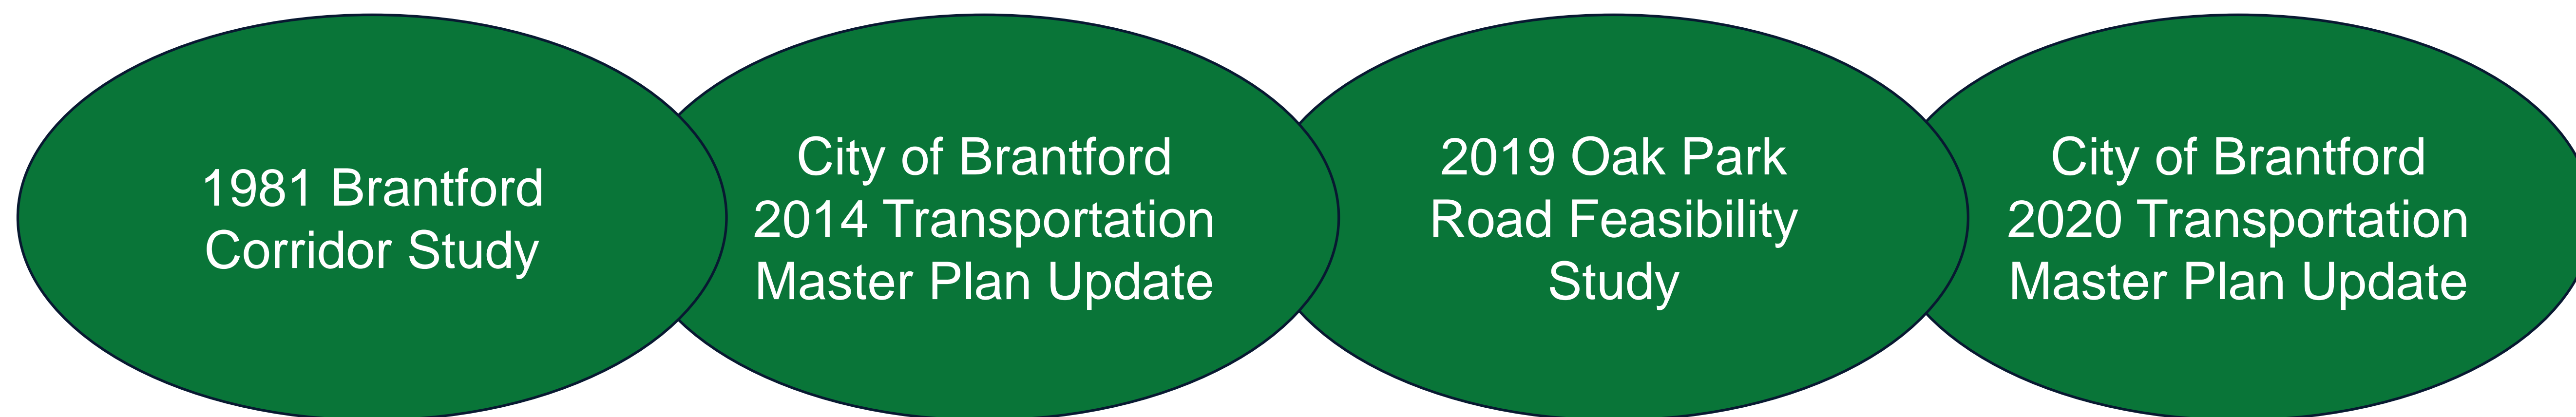 1981 Brantford
Corridor Study
City of Brantford
2014 Transportation
Master Plan Update
2019 Oak Park
Road Feasibility
Study
City of Brantford
2020 Transportation
Master Plan Update